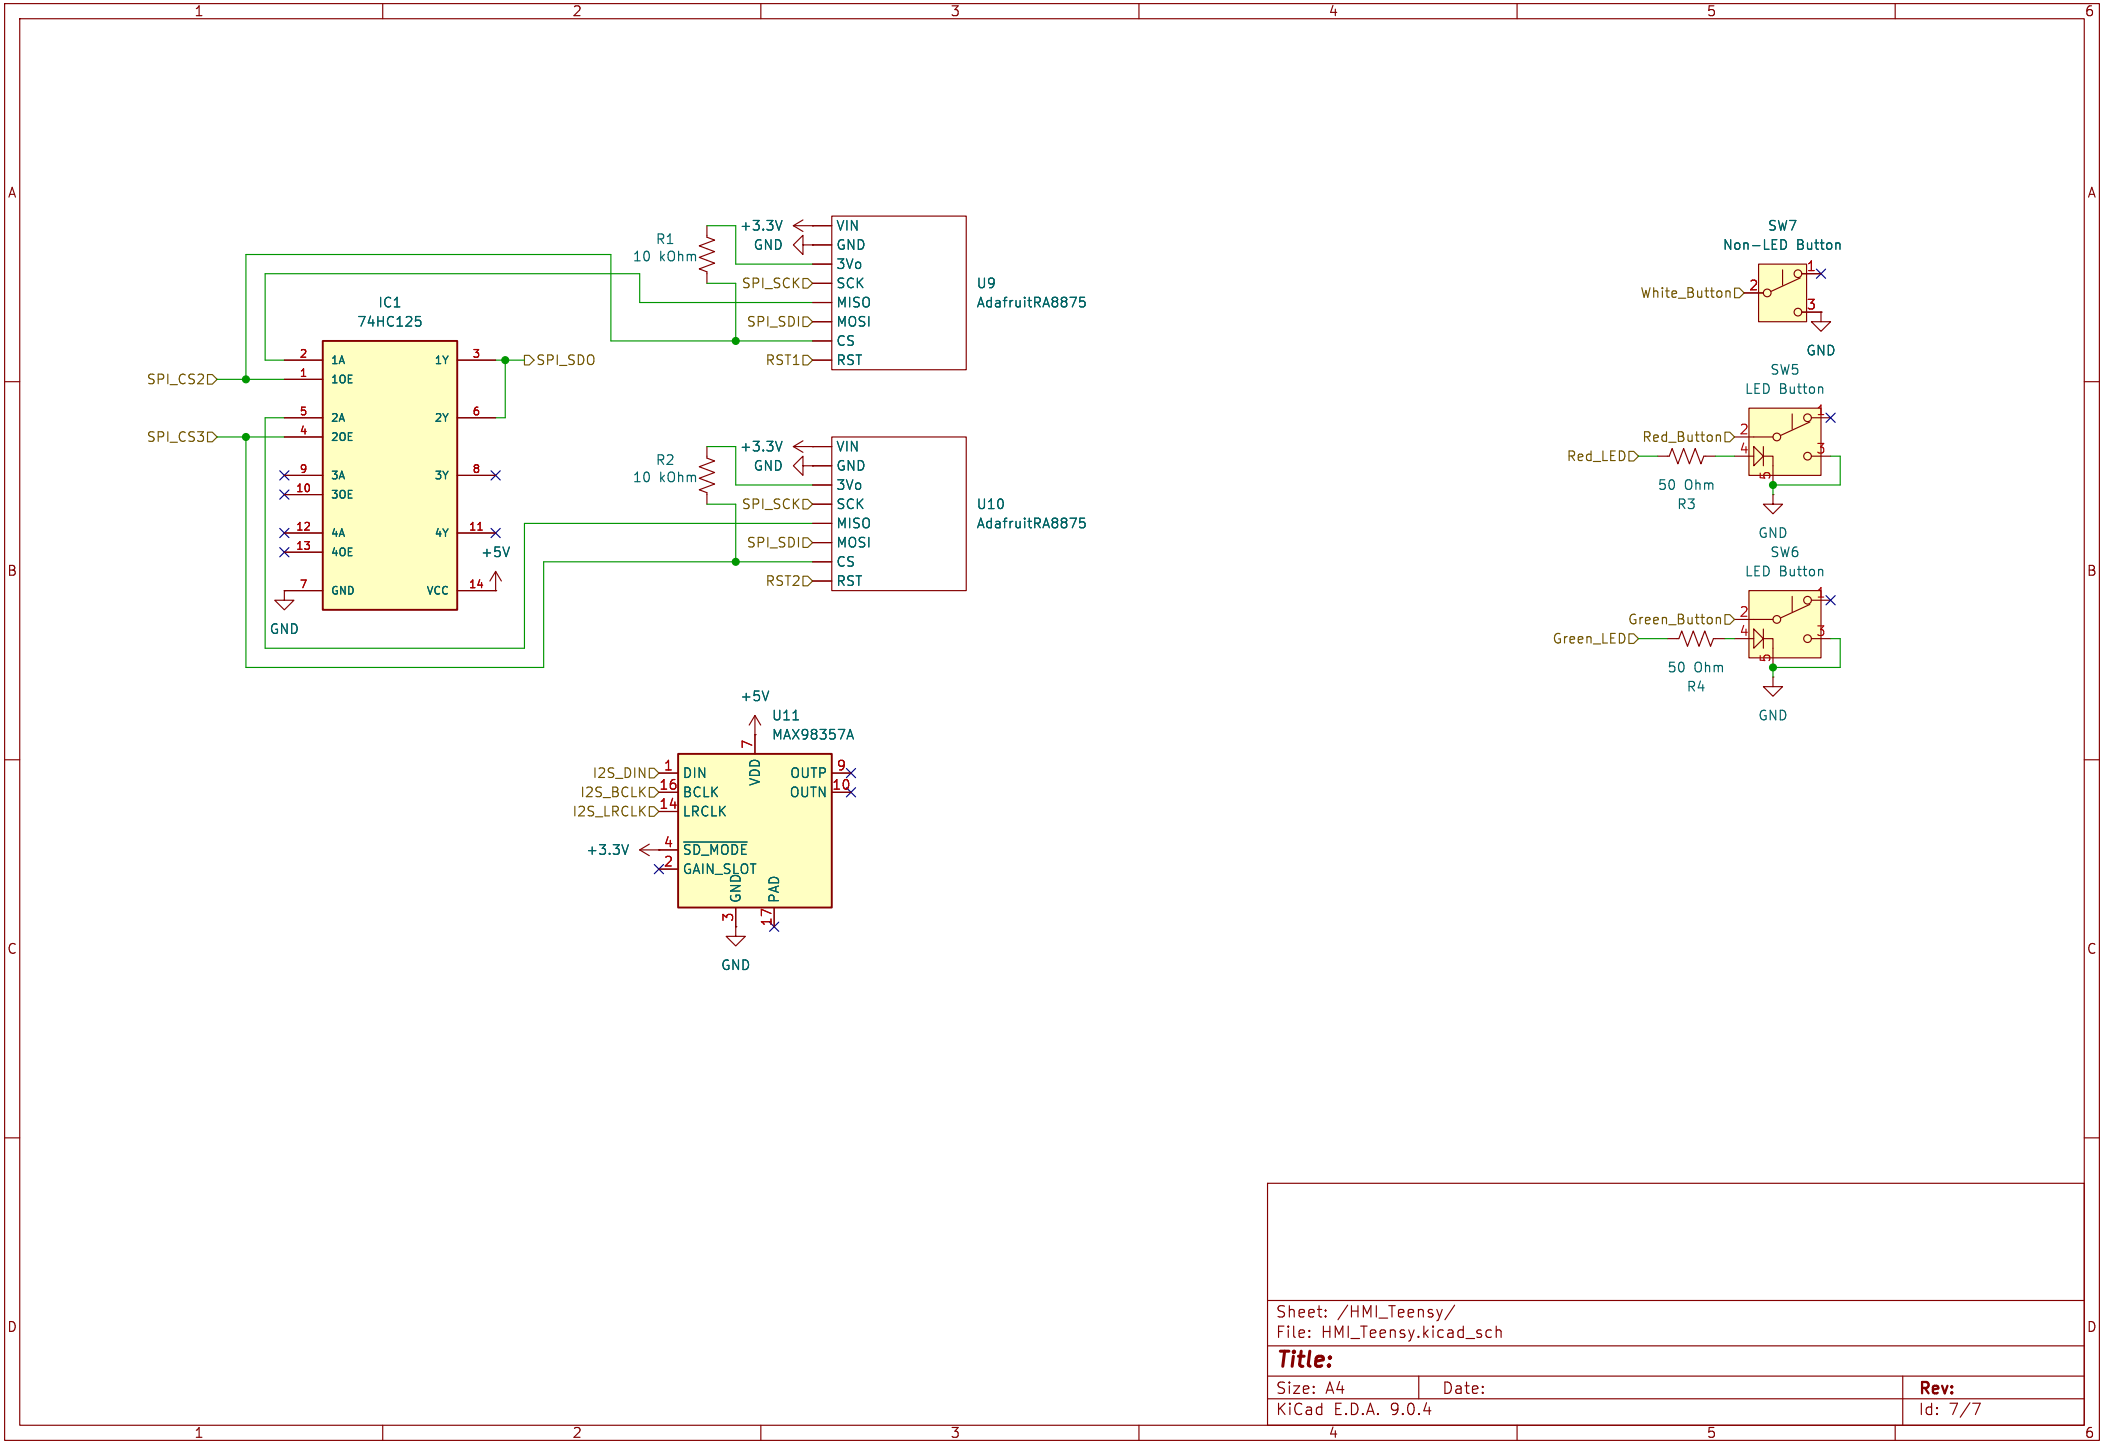 1 2 3 4 5 6
A A
B B
C C
D D
IC1
74HC125
2 1A
1 1OE
5 2A
4 2OE
9 3A
10 3OE
12 4A
13 4OE
7 GND
1Y 3
2Y 6
3Y 8
4Y 11
VCC 14
+5V
GND
SPI_CS2
SPI_CS3
SPI_SDO
R1
10 kOhm
+3.3V VIN
GND GND
3Vo
SPI_SCK SCK
MISO
SPI_SDI MOSI
CS
RST1 RST
U9
AdafruitRA8875
R2
10 kOhm
+3.3V VIN
GND GND
3Vo
SPI_SCK SCK
MISO
SPI_SDI MOSI
CS
RST2 RST
U10
AdafruitRA8875
+5V
U11
MAX98357A
7
VDD
I2S_DIN 1 DIN
I2S_BCLK 16 BCLK
I2S_LRCLK 14 LRCLK
+3.3V 4 SD_MODE
2 GAIN_SLOT
OUTP 9
OUTN 10
GND
3
PAD
17
GND
SW7
Non-LED Button
White_Button 2
1
3
GND
SW5
LED Button
Red_Button 2
Red_LED 4
1
3
5
50 Ohm
R3
GND
SW6
LED Button
Green_Button 2
Green_LED 4
1
3
5
50 Ohm
R4
GND
Sheet: /HMI_Teensy/
File: HMI_Teensy.kicad_sch
Title:
Size: A4 Date: Rev:
KiCad E.D.A. 9.0.4 Id: 7/7
1 2 3 4 5 6